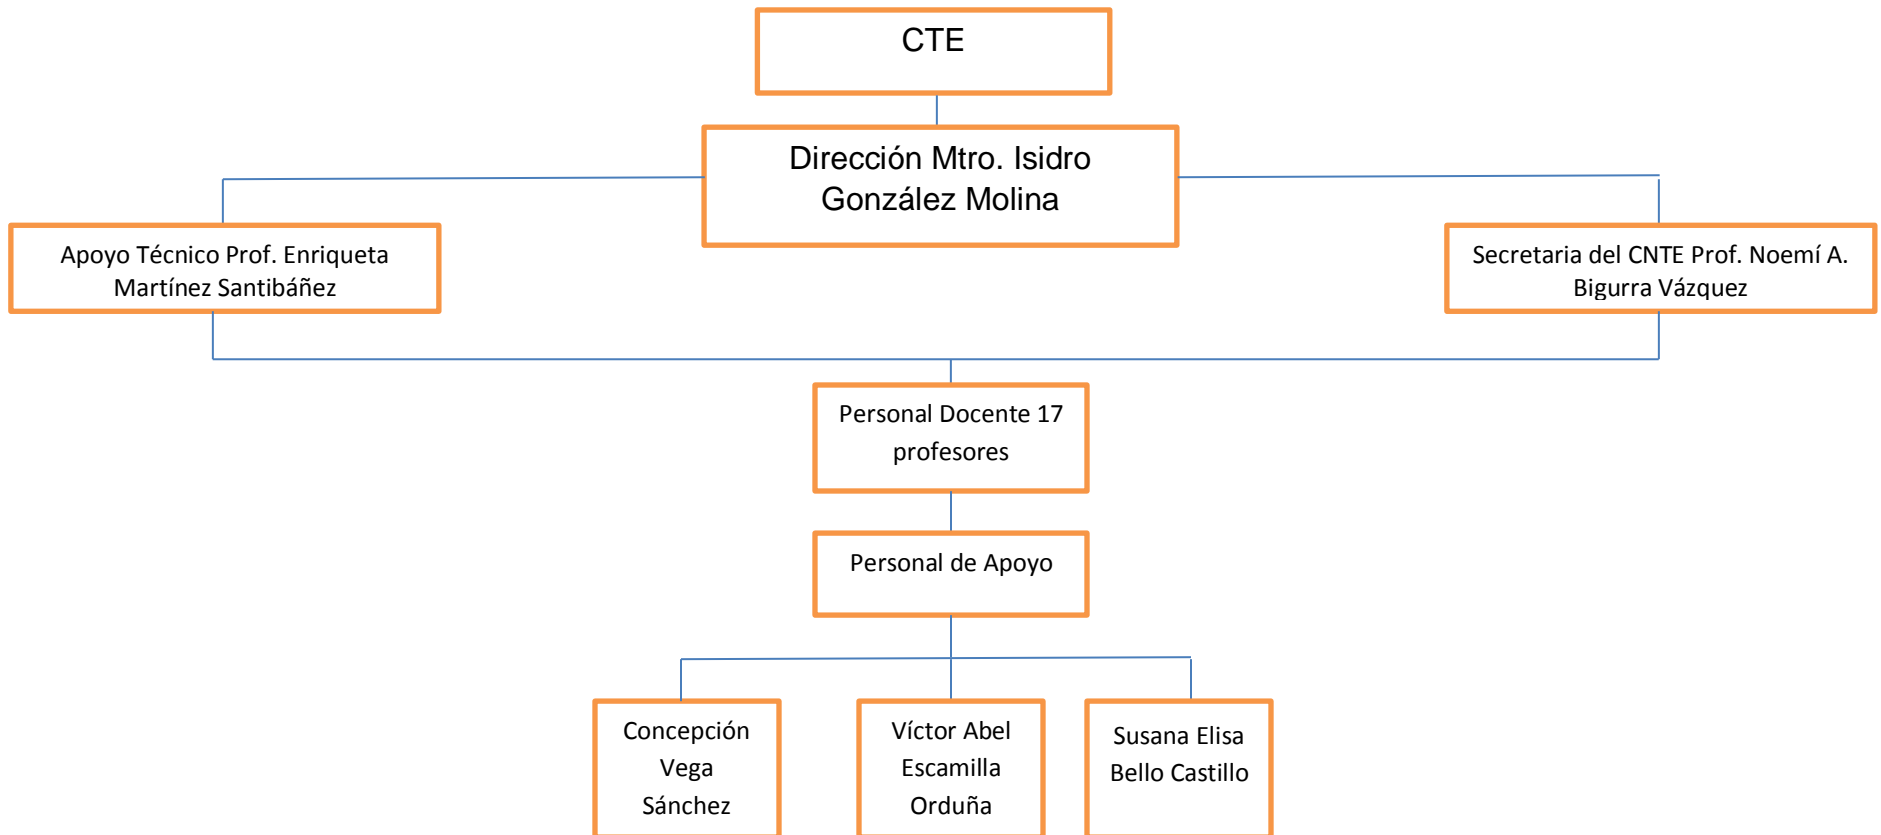 CTE
Dirección Mtro. Isidro
González Molina
Apoyo Técnico Prof. Enriqueta
Martínez Santibáñez
Secretaria del CNTE Prof. Noemí A.
Bigurra Vázquez
Personal Docente 17
profesores
Personal de Apoyo
Concepción
Vega
Sánchez
Víctor Abel
Escamilla
Orduña
Susana Elisa
Bello Castillo